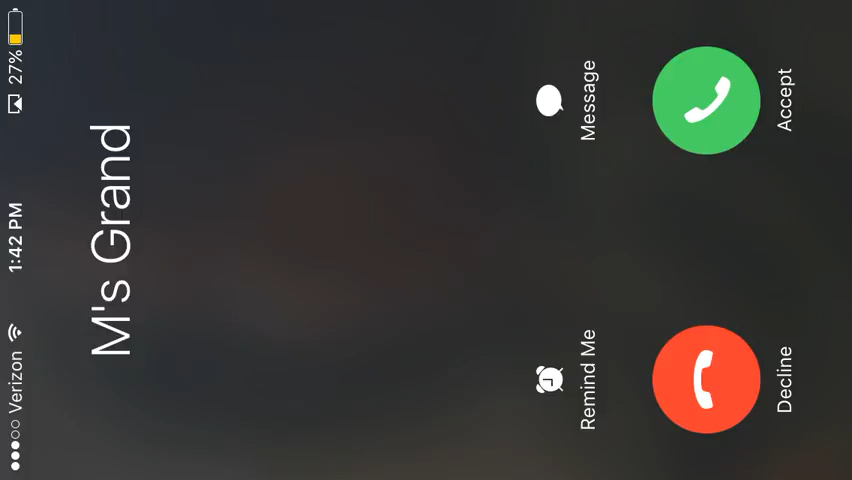 Verizon 1:42 PM 27%
M's Grand
Remind Me Message
Decline Accept